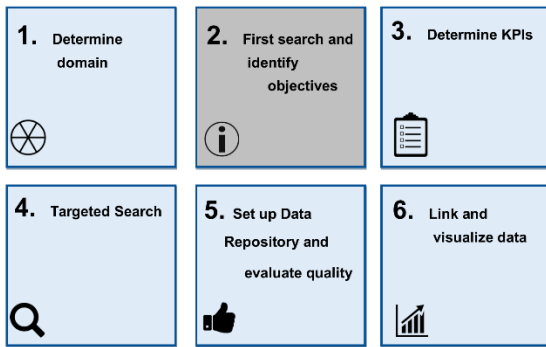 1. Determine
domain
2. First search and
identify
objectives
3. Determine KPIs
4. Targeted Search
5. Set up Data
Repository and
evaluate quality
6. Link and
visualize data